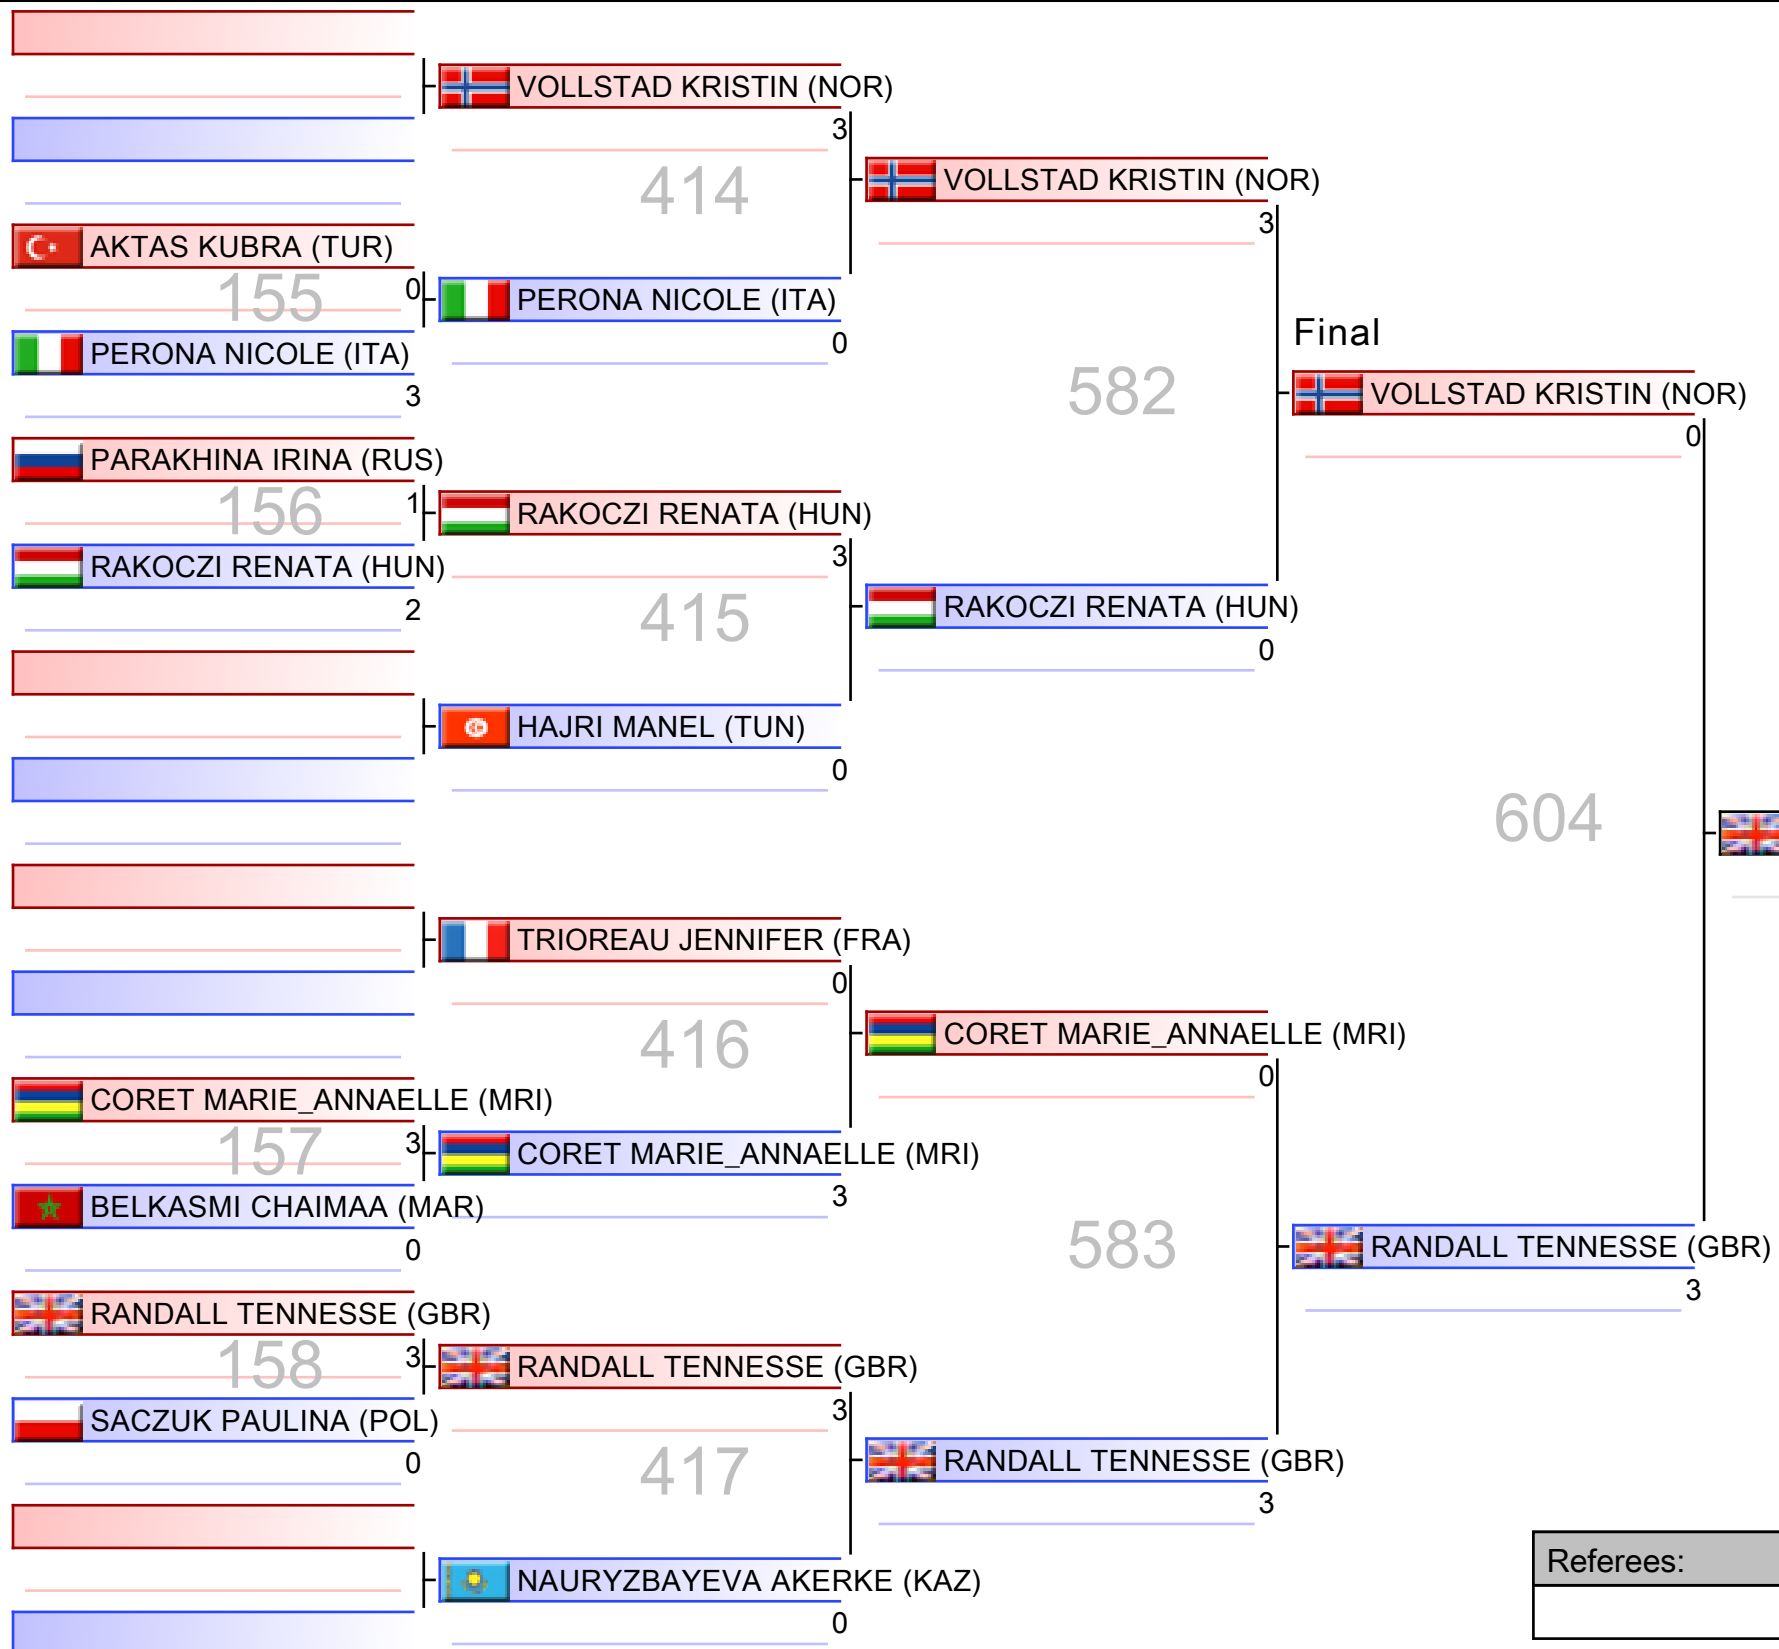 VOLLSTAD KRISTIN (NOR)
3
414
VOLLSTAD KRISTIN (NOR)
3
AKTAS KUBRA (TUR)
0
155
PERONA NICOLE (ITA)
0
PERONA NICOLE (ITA)
3
Final
582
VOLLSTAD KRISTIN (NOR)
0
PARAKHINA IRINA (RUS)
1
156
RAKOCZI RENATA (HUN)
3
RAKOCZI RENATA (HUN)
2
415
RAKOCZI RENATA (HUN)
0
HAJRI MANEL (TUN)
0
604
TRIOREAU JENNIFER (FRA)
0
416
CORET MARIE_ANNAELLE (MRI)
0
CORET MARIE_ANNAELLE (MRI)
3
157
CORET MARIE_ANNAELLE (MRI)
3
BELKASMI CHAIMAA (MAR)
0
583
RANDALL TENNESSE (GBR)
3
RANDALL TENNESSE (GBR)
3
158
RANDALL TENNESSE (GBR)
3
SACZUK PAULINA (POL)
0
417
RANDALL TENNESSE (GBR)
3
NAURYZBAYEVA AKERKE (KAZ)
0
Referees: